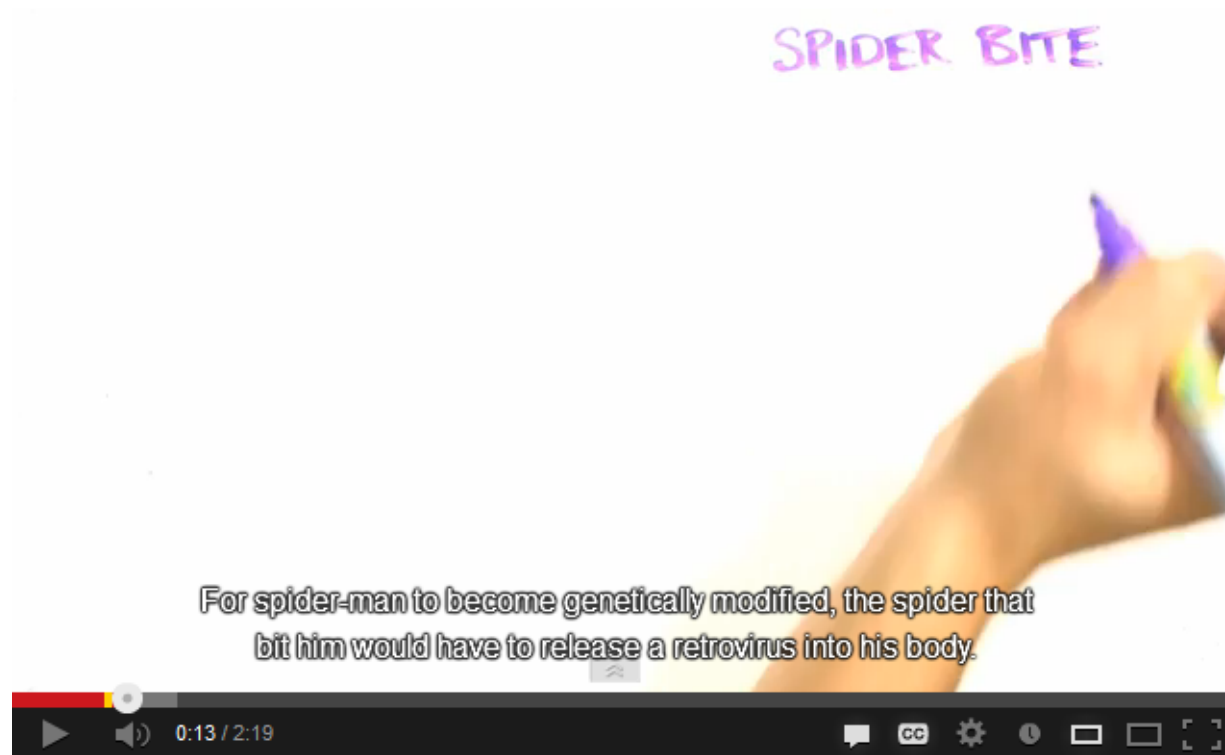 SPIDER BITE
For spider-man to become genetically modified, the spider that
bit him would have to release a retrovirus into his body.
0:13 / 2:19
CC